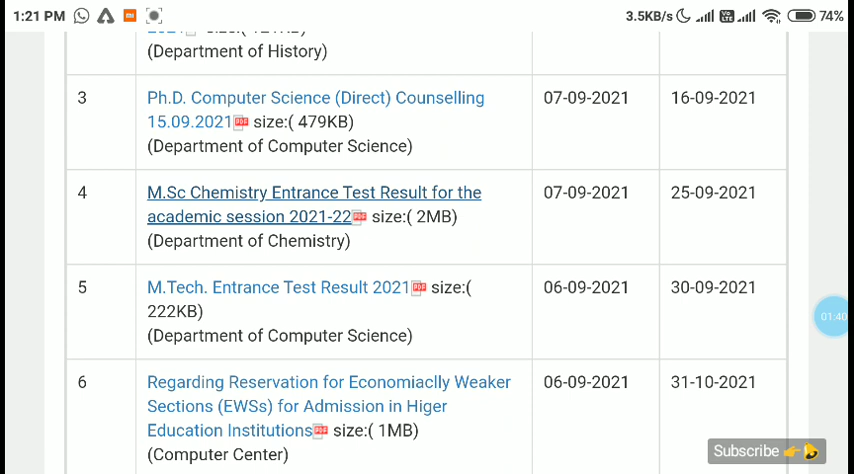 1:21 PM 3.5KB/s 74%
(Department of History)
3 Ph.D. Computer Science (Direct) Counselling 07-09-2021 16-09-2021
15.09.2021 PDF size:( 479KB)
(Department of Computer Science)
4 M.Sc Chemistry Entrance Test Result for the 07-09-2021 25-09-2021
academic session 2021-22 PDF size:( 2MB)
(Department of Chemistry)
5 M.Tech. Entrance Test Result 2021 PDF size:( 06-09-2021 30-09-2021
222KB)
01:40
(Department of Computer Science)
6 Regarding Reservation for Economiaclly Weaker 06-09-2021 31-10-2021
Sections (EWSs) for Admission in Higer
Education Institutions PDF size:( 1MB)
(Computer Center)
Subscribe